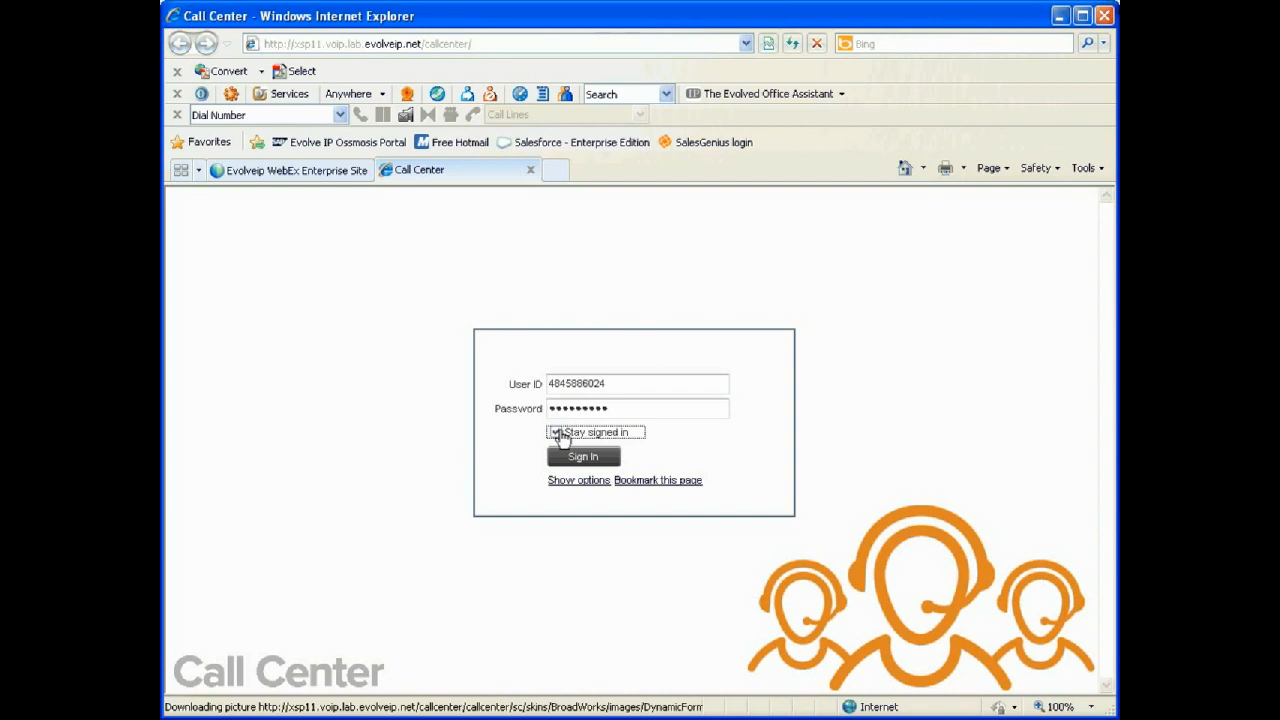 Call Center - Windows Internet Explorer
http://xsp11.voip.lab.evolveip.net/callcenter/
Bing
Convert Select
Services Anywhere Search The Evolved Office Assistant
Dial Number Call Lines
Favorites Evolve IP Ossmosis Portal Free Hotmail Salesforce - Enterprise Edition SalesGenius login
Evolveip WebEx Enterprise Site Call Center Page Safety Tools
User ID 4845886024
Password •••••••••
Stay signed in
Sign In
Show options Bookmark this page
Call Center
Downloading picture http://xsp11.voip.lab.evolveip.net/callcenter/callcenter/sc/skins/BroadWorks/images/DynamicForm Internet 100%